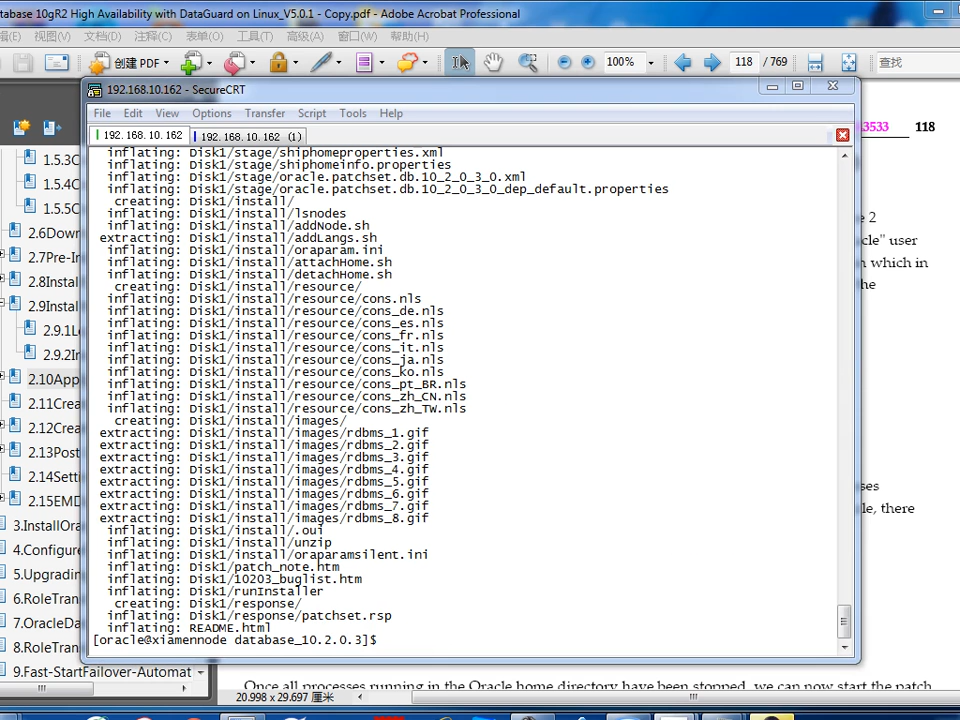 atabase 10gR2 High Availability with DataGuard on Linux_V5.0.1 - Copy.pdf - Adobe Acrobat Professional
视图(V) 文档(D) 注释(C) 表单(O) 工具(T) 高级(A) 窗口(W) 帮助(H)
创建 PDF 100% 118 / 769 查找
192.168.10.162 - SecureCRT
File Edit View Options Transfer Script Tools Help
192.168.10.162 192.168.10.162 (1)
3533 118
1.5.3C
1.5.4C
1.5.5C
2.6Down
2.7Pre-In
2.8Instal
2.9Instal
2.9.1Lo
2.9.2In
2.10App
2.11Crea
2.12Crea
2.13Post
2.14Setti
2.15EMD
3.InstallOra
4.Configure
5.Upgradin
6.RoleTran
7.OracleDa
8.RoleTran
9.Fast-StartFailover-Automat
inflating: Disk1/stage/shiphomeproperties.xml
inflating: Disk1/stage/shiphomeinfo.properties
inflating: Disk1/stage/oracle.patchset.db.10_2_0_3_0.xml
inflating: Disk1/stage/oracle.patchset.db.10_2_0_3_0_dep_default.properties
creating: Disk1/install/
inflating: Disk1/install/lsnodes
inflating: Disk1/install/addNode.sh
extracting: Disk1/install/addLangs.sh
inflating: Disk1/install/oraparam.ini
inflating: Disk1/install/attachHome.sh
inflating: Disk1/install/detachHome.sh
creating: Disk1/install/resource/
inflating: Disk1/install/resource/cons.nls
inflating: Disk1/install/resource/cons_de.nls
inflating: Disk1/install/resource/cons_es.nls
inflating: Disk1/install/resource/cons_fr.nls
inflating: Disk1/install/resource/cons_it.nls
inflating: Disk1/install/resource/cons_ja.nls
inflating: Disk1/install/resource/cons_ko.nls
inflating: Disk1/install/resource/cons_pt_BR.nls
inflating: Disk1/install/resource/cons_zh_CN.nls
inflating: Disk1/install/resource/cons_zh_TW.nls
creating: Disk1/install/images/
extracting: Disk1/install/images/rdbms_1.gif
extracting: Disk1/install/images/rdbms_2.gif
extracting: Disk1/install/images/rdbms_3.gif
extracting: Disk1/install/images/rdbms_4.gif
extracting: Disk1/install/images/rdbms_5.gif
extracting: Disk1/install/images/rdbms_6.gif
extracting: Disk1/install/images/rdbms_7.gif
extracting: Disk1/install/images/rdbms_8.gif
inflating: Disk1/install/.oui
inflating: Disk1/install/unzip
inflating: Disk1/install/oraparamsilent.ini
inflating: Disk1/patch_note.htm
inflating: Disk1/10203_buglist.htm
inflating: Disk1/runInstaller
creating: Disk1/response/
inflating: Disk1/response/patchset.rsp
inflating: README.html
[oracle@xiamennode database_10.2.0.3]$
e 2
cle" user
n which in
he
ses
le, there
Once all processes running in the Oracle home directory have been stopped, we can now start the patch
20.998 x 29.697 厘米